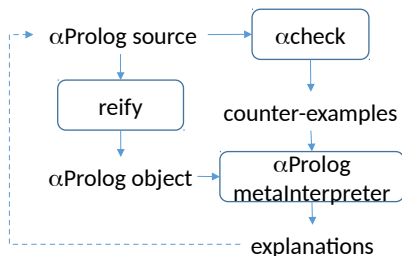 αProlog source
αcheck
reify
counter-examples
αProlog object
αProlog
metaInterpreter
explanations